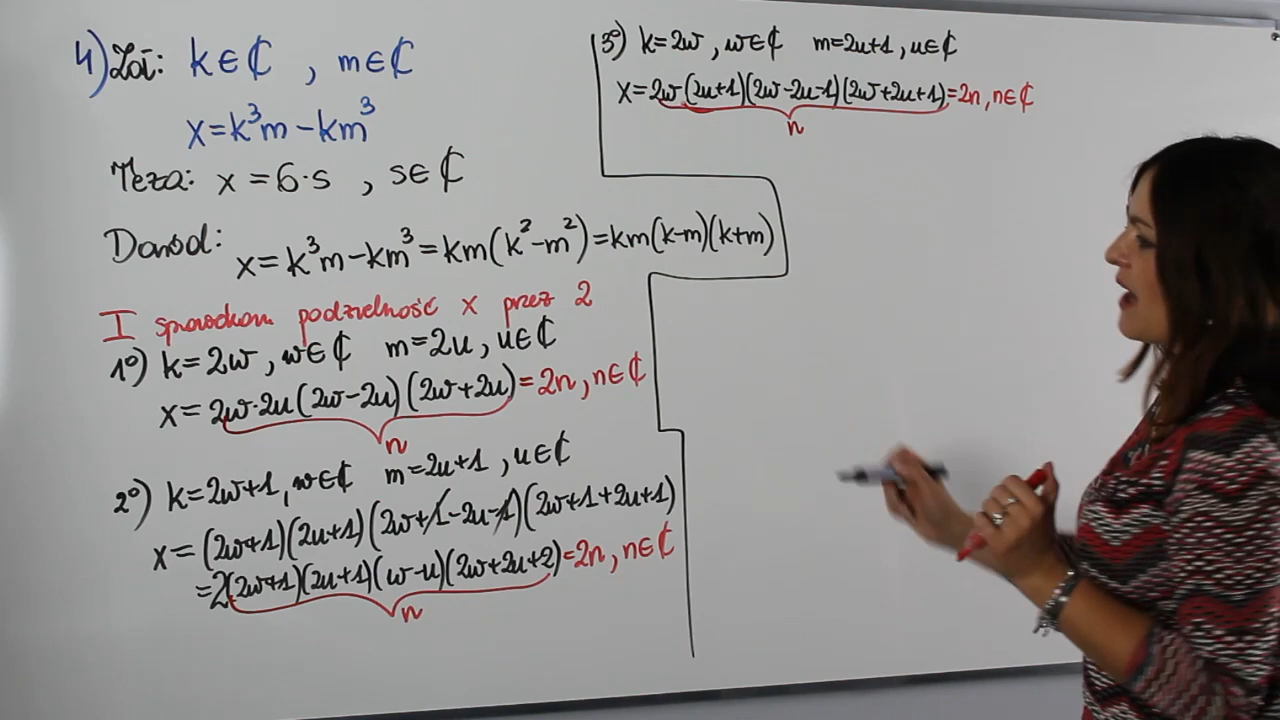 4) Zał: k∈ℂ , m∈ℂ
x=k³m-km³
Teza: x=6·s , s∈ℂ
Dowód: x=k³m-km³=km(k²-m²)=km(k-m)(k+m)
I sprawdzam podzielność x przez 2
1°) k=2w, w∈ℂ m=2u, u∈ℂ
x=2w·2u(2w-2u)(2w+2u)=2n, n∈ℂ
n
2°) k=2w+1, w∈ℂ m=2u+1, u∈ℂ
x=(2w+1)(2u+1)(2w+1-2u-1)(2w+1+2u+1)
=2(2w+1)(2u+1)(w-u)(2w+2u+2)=2n, n∈ℂ
n
3°) k=2w, w∈ℂ m=2u+1, u∈ℂ
x=2w(2u+1)(2w-2u-1)(2w+2u+1)=2n, n∈ℂ
n